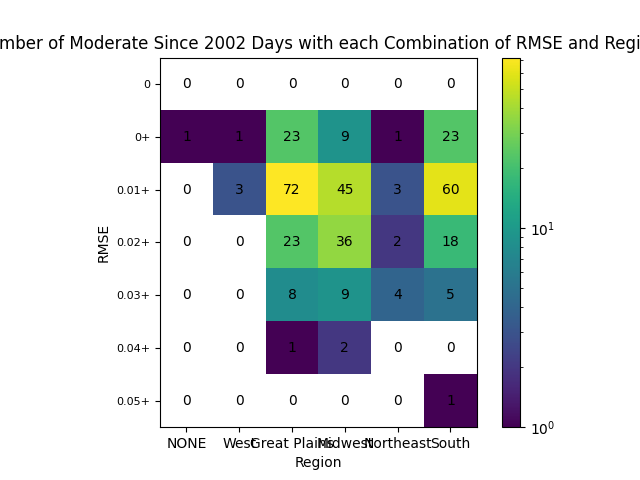 mber of Moderate Since 2002 Days with each Combination of RMSE and Regi
0 0 0 0 0 0 0
0+ 1 1 23 9 1 23
0.01+ 0 3 72 45 3 60
0.02+ 0 0 23 36 2 18
0.03+ 0 0 8 9 4 5
0.04+ 0 0 1 2 0 0
0.05+ 0 0 0 0 0 1
NONE West Great Plains Midwest Northeast South
Region
RMSE
10^1
10^0